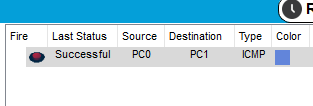 R
Fire Last Status Source Destination Type Color
Successful PC0 PC1 ICMP